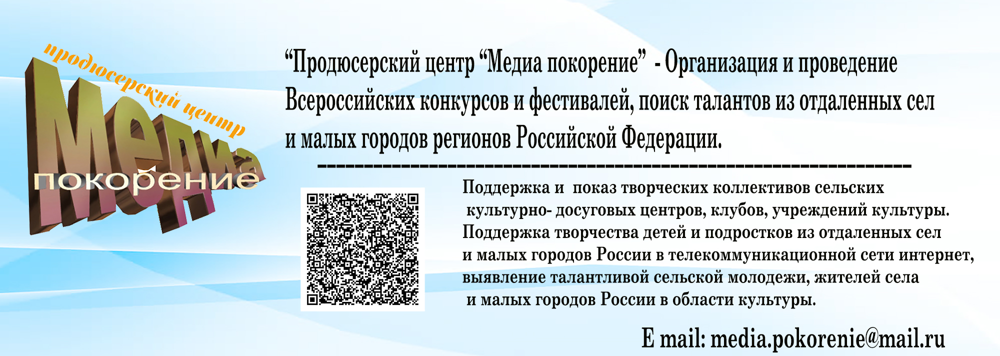 продюсерский центр
Медиа
покорение
“Продюсерский центр “Медиа покорение” - Организация и проведение
Всероссийских конкурсов и фестивалей, поиск талантов из отдаленных сел
и малых городов регионов Российской Федерации.
Поддержка и показ творческих коллективов сельских
культурно- досуговых центров, клубов, учреждений культуры.
Поддержка творчества детей и подростков из отдаленных сел
и малых городов России в телекоммуникационной сети интернет,
выявление талантливой сельской молодежи, жителей села
и малых городов России в области культуры.
E mail: media.pokorenie@mail.ru